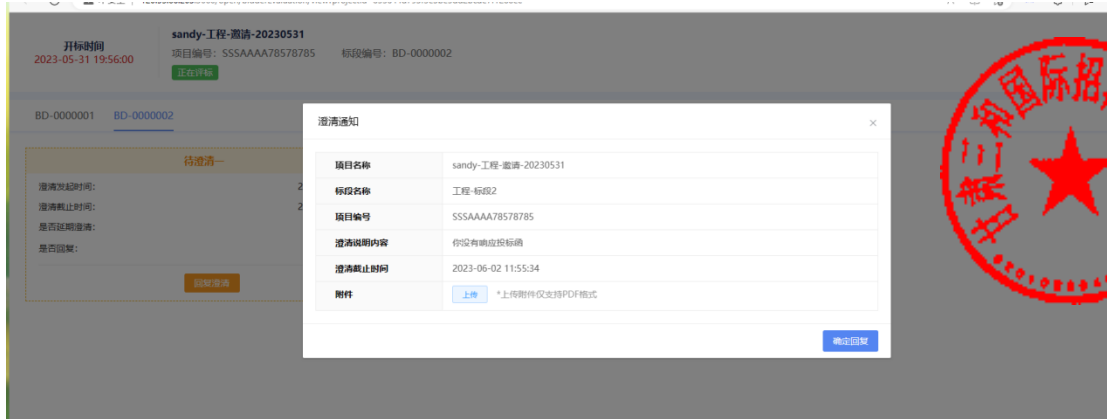 开标时间
2023-05-31 19:56:00
sandy-工程-邀请-20230531
项目编号：SSSAAAA78578785 标段编号：BD-0000002
正在评标
BD-0000001 BD-0000002
待澄清
澄清发起时间：
澄清截止时间：
是否延期澄清：
是否回复：
回复澄清
澄清通知
项目名称 sandy-工程-邀请-20230531
标段名称 工程-标段2
项目编号 SSSAAAA78578785
澄清说明内容 你没有响应投标函
澄清截止时间 2023-06-02 11:55:34
附件 上传 *上传附件仅支持PDF格式
确定回复
国际招